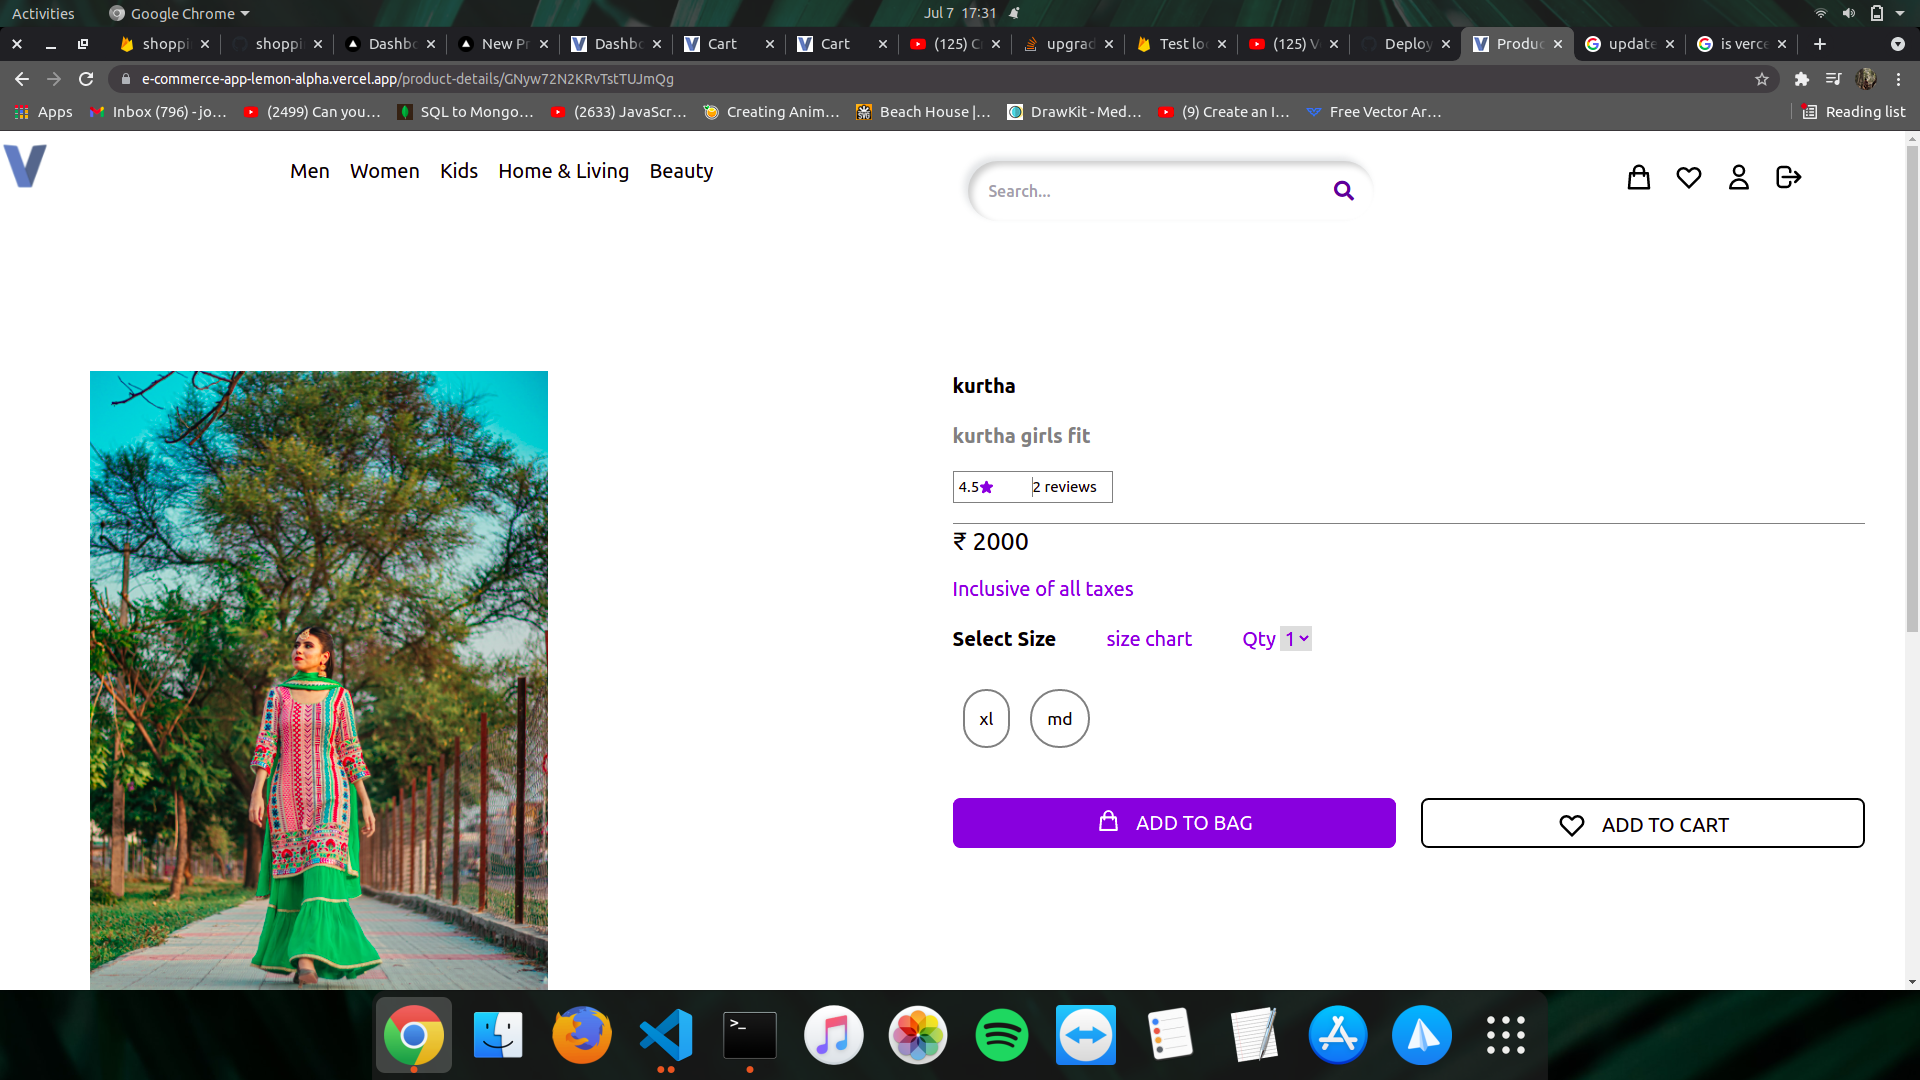 Activities Google Chrome Jul 7 17:31
shoppi shoppi Dashbo New Pr Dashbo Cart Cart (125) C upgrad Test lo (125) V Deploy Produc update is verce
e-commerce-app-lemon-alpha.vercel.app/product-details/GNyw72N2KRvTstTUJmQg
Apps Inbox (796) - jo... (2499) Can you... SQL to Mongo... (2633) JavaScr... Creating Anim... Beach House |... DrawKit - Med... (9) Create an I... Free Vector Ar... Reading list
V
Men Women Kids Home & Living Beauty
Search...
kurtha
kurtha girls fit
4.5 2 reviews
₹ 2000
Inclusive of all taxes
Select Size size chart Qty 1
xl md
ADD TO BAG ADD TO CART